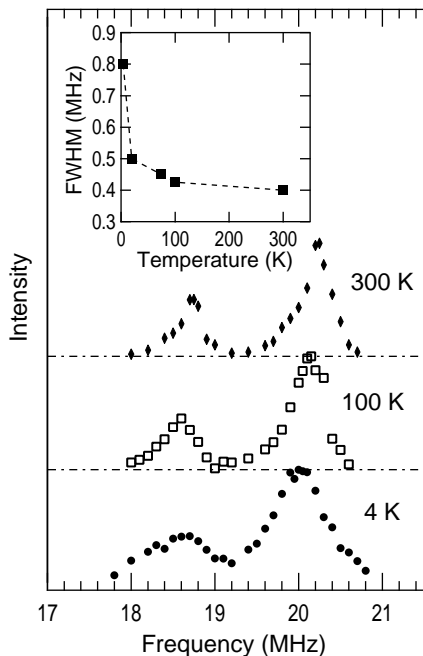 0.9
0.8
0.7
0.6
0.5
0.4
0.3
FWHM (MHz)
0 100 200 300
Temperature (K)
Intensity
300 K
100 K
4 K
17 18 19 20 21
Frequency (MHz)